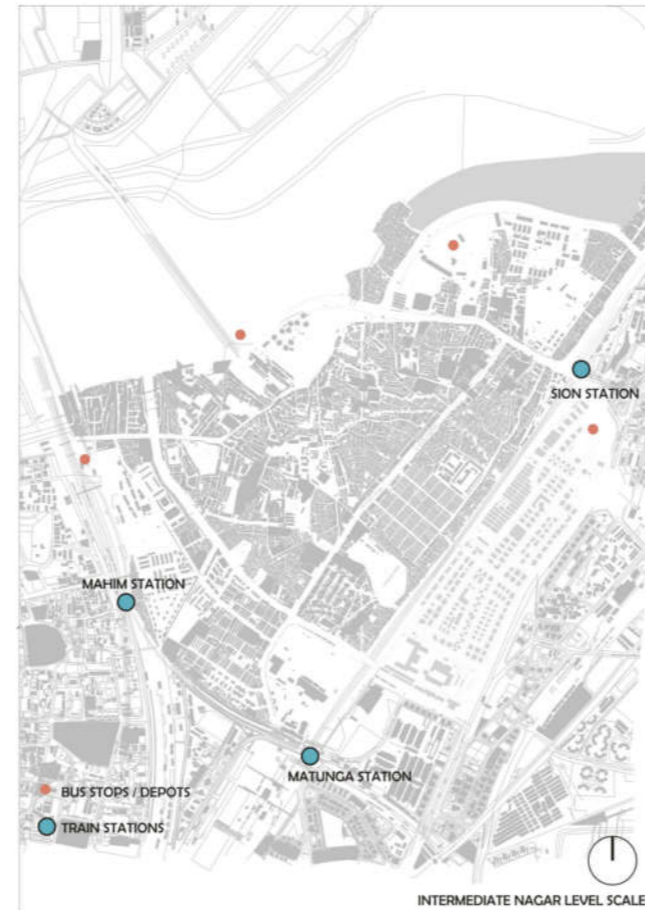 SION STATION
MAHIM STATION
MATUNGA STATION
BUS STOPS / DEPOTS
TRAIN STATIONS
INTERMEDIATE NAGAR LEVEL SCALE